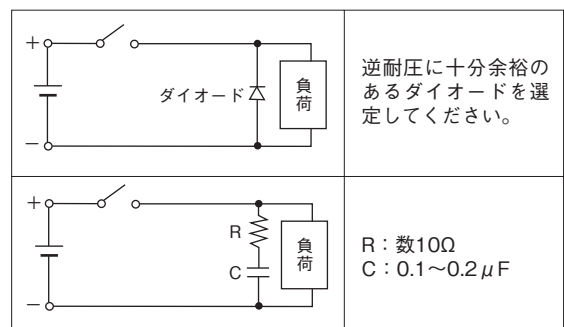 +
ダイオード
負荷
−
逆耐圧に十分余裕の
あるダイオードを選
定してください。
+
R
C
負荷
−
R：数10Ω
C：0.1～0.2μF